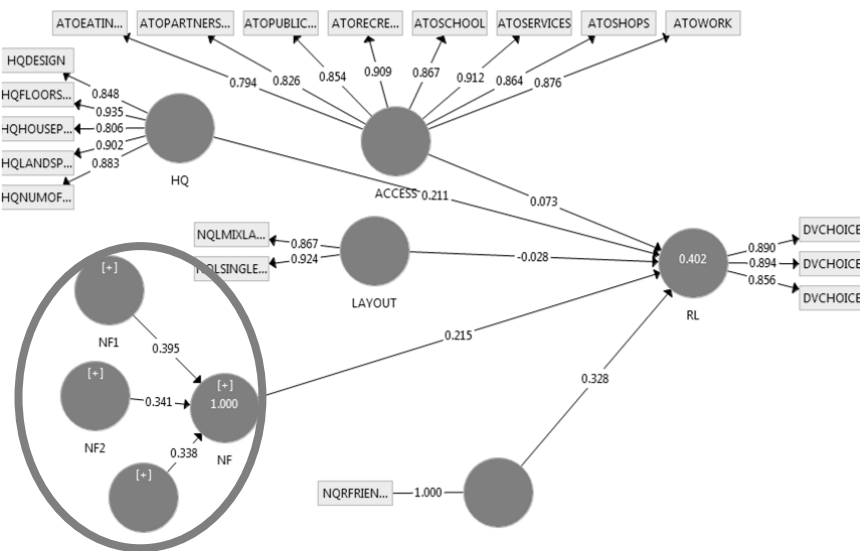 ATOEATIN...
ATOPARTNERS...
ATOPUBLIC...
ATORECRE...
ATOSCHOOL
ATOSERVICES
ATOSHOPS
ATOWORK
0.794
0.826
0.854
0.909
0.867
0.912
0.864
0.876
HQDESIGN
HQFLOORS...
HQHOUSEP...
HQLANDSP...
HQNUMOF...
0.848
0.935
0.806
0.902
0.883
HQ
ACCESS
0.211
0.073
NQLMIXLA...
NQLSINGLE...
0.867
0.924
LAYOUT
-0.028
0.402
RL
0.890
0.894
0.856
DVCHOICE
DVCHOICE
DVCHOICE
[+]
NF1
0.395
[+]
NF2
0.341
[+]
1.000
NF
0.338
[+]
0.215
0.328
NQRFRIEN...
1.000